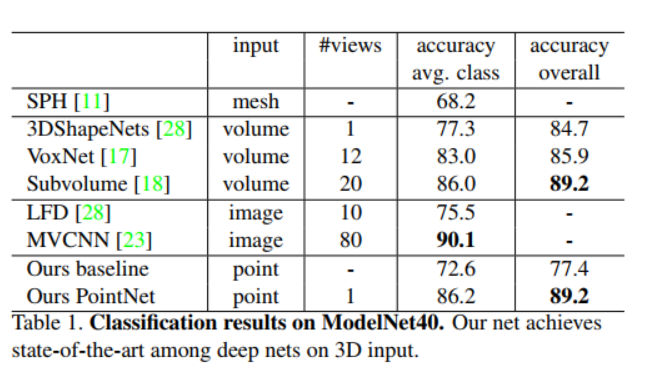 input #views accuracy accuracy
avg. class overall
SPH [11] mesh - 68.2 -
3DShapeNets [28] volume 1 77.3 84.7
VoxNet [17] volume 12 83.0 85.9
Subvolume [18] volume 20 86.0 89.2
LFD [28] image 10 75.5 -
MVCNN [23] image 80 90.1 -
Ours baseline point - 72.6 77.4
Ours PointNet point 1 86.2 89.2
Table 1. Classification results on ModelNet40. Our net achieves
state-of-the-art among deep nets on 3D input.